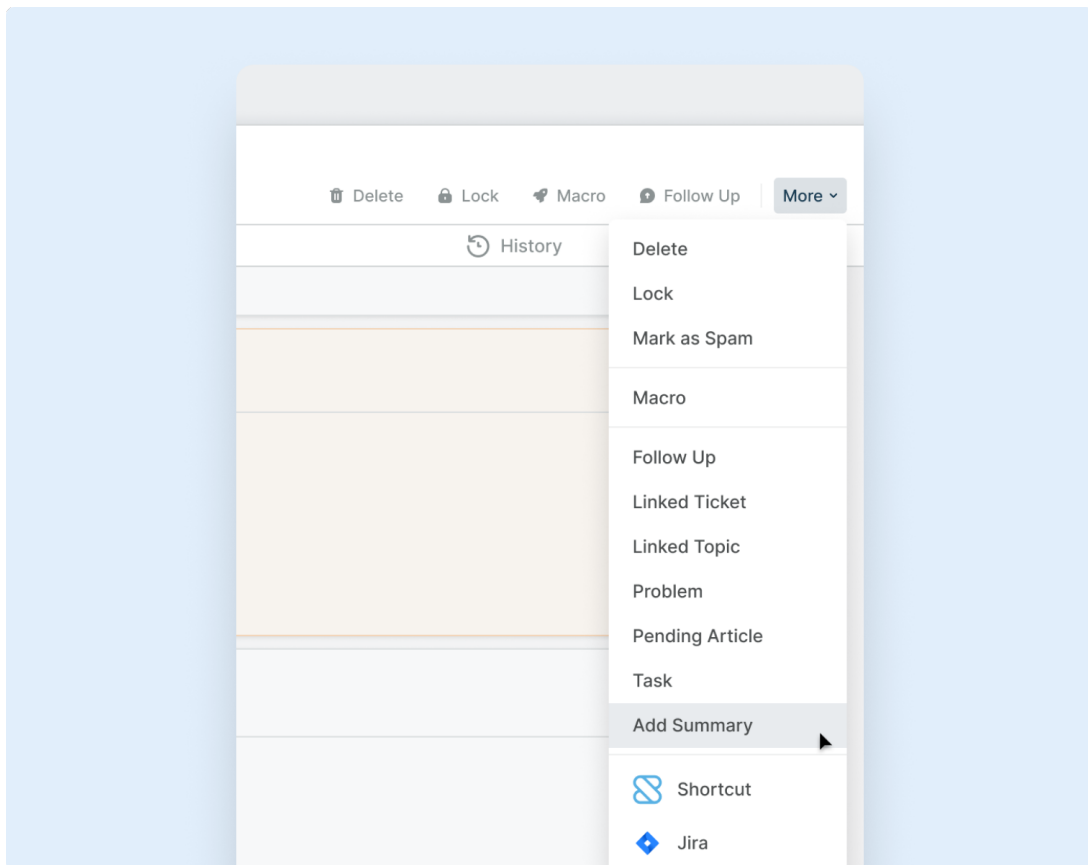 Delete Lock Macro Follow Up More
History
Delete
Lock
Mark as Spam
Macro
Follow Up
Linked Ticket
Linked Topic
Problem
Pending Article
Task
Add Summary
Shortcut
Jira